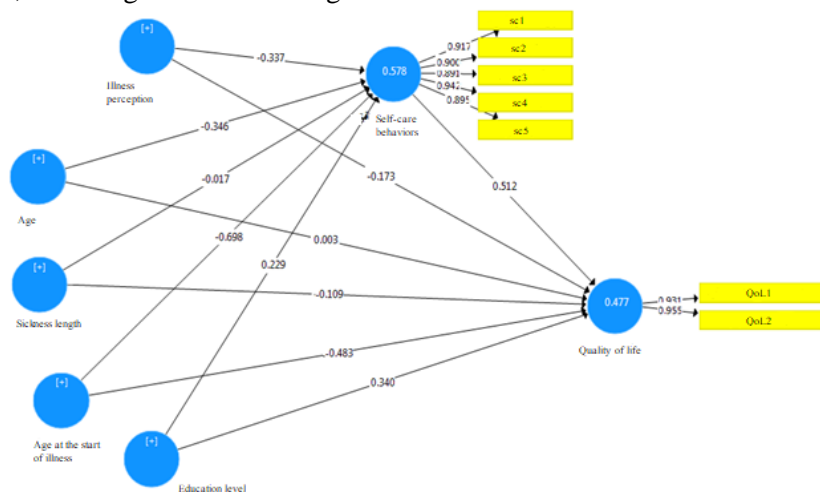 [+]
Illness
perception
-0.337
0.578
Self-care
behaviors
0.917
0.900
0.891
0.942
0.895
sc1
sc2
sc3
sc4
sc5
[+]
Age
-0.346
-0.017
-0.173
0.512
-0.698
0.229
0.003
[+]
Sickness length
-0.109
0.477
Quality of life
0.931
0.955
QoL1
QoL2
-0.483
0.340
[+]
Age at the start
of illness
[+]
Education level